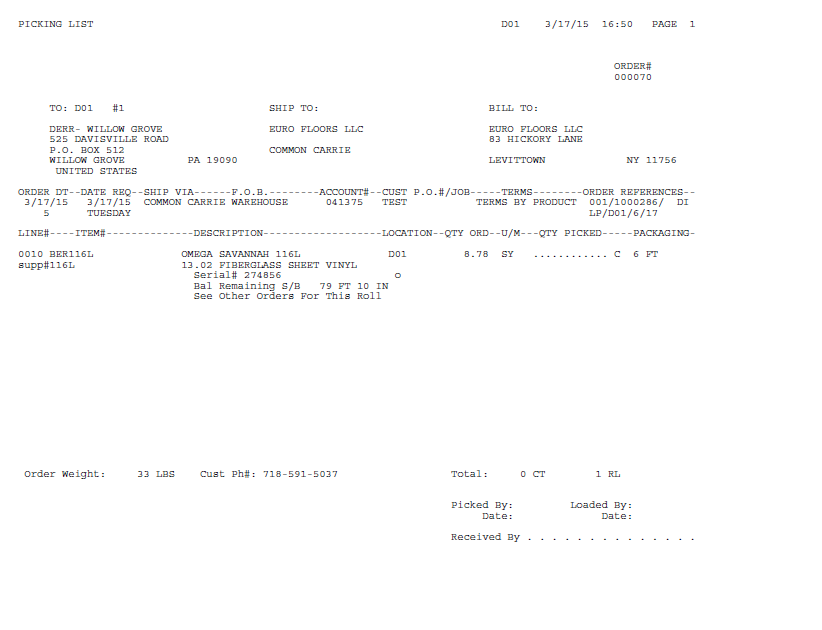 PICKING LIST D01 3/17/15 16:50 PAGE 1
ORDER#
000070
TO: D01 #1 SHIP TO: BILL TO:
DERR- WILLOW GROVE EURO FLOORS LLC EURO FLOORS LLC
525 DAVISVILLE ROAD 83 HICKORY LANE
P.O. BOX 512 COMMON CARRIE
WILLOW GROVE PA 19090 LEVITTOWN NY 11756
UNITED STATES
ORDER DT--DATE REQ--SHIP VIA------F.O.B.--------ACCOUNT#--CUST P.O.#/JOB-----TERMS--------ORDER REFERENCES--
3/17/15 3/17/15 COMMON CARRIE WAREHOUSE 041375 TEST TERMS BY PRODUCT 001/1000286/ DI
5 TUESDAY LP/D01/6/17
LINE#----ITEM#--------------DESCRIPTION-------------------LOCATION--QTY ORD--U/M---QTY PICKED-----PACKAGING-
0010 BER116L OMEGA SAVANNAH 116L D01 8.78 SY ............ C 6 FT
supp#116L 13.02 FIBERGLASS SHEET VINYL
Serial# 274856 o
Bal Remaining S/B 79 FT 10 IN
See Other Orders For This Roll
Order Weight: 33 LBS Cust Ph#: 718-591-5037 Total: 0 CT 1 RL
Picked By: Loaded By:
Date: Date:
Received By . . . . . . . . . . . . . .